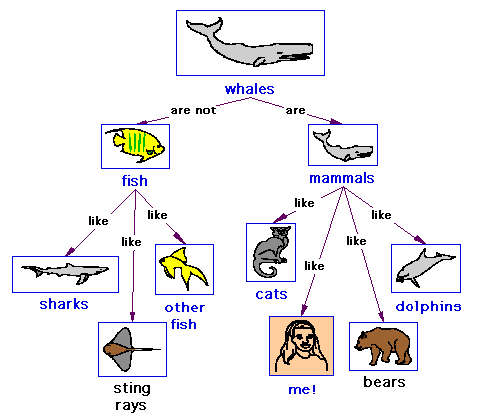 whales
are not
are
fish
mammals
like
like
like
like
like
like
like
sharks
other
fish
cats
dolphins
sting
rays
me!
bears